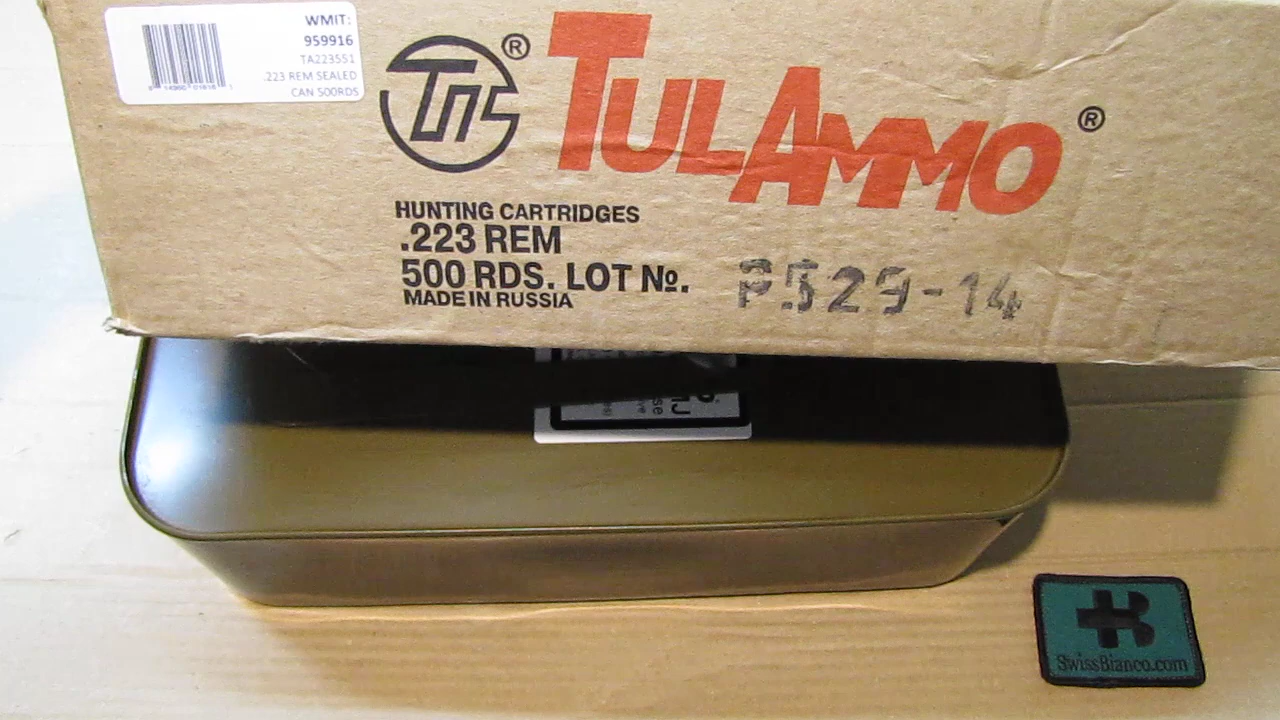 WMIT:
959916
TA223551
.223 REM SEALED
CAN 500RDS
®
TULAMMO ®
HUNTING CARTRIDGES
.223 REM
500 RDS. LOT №. P529-14
MADE IN RUSSIA
SwissBianco.com